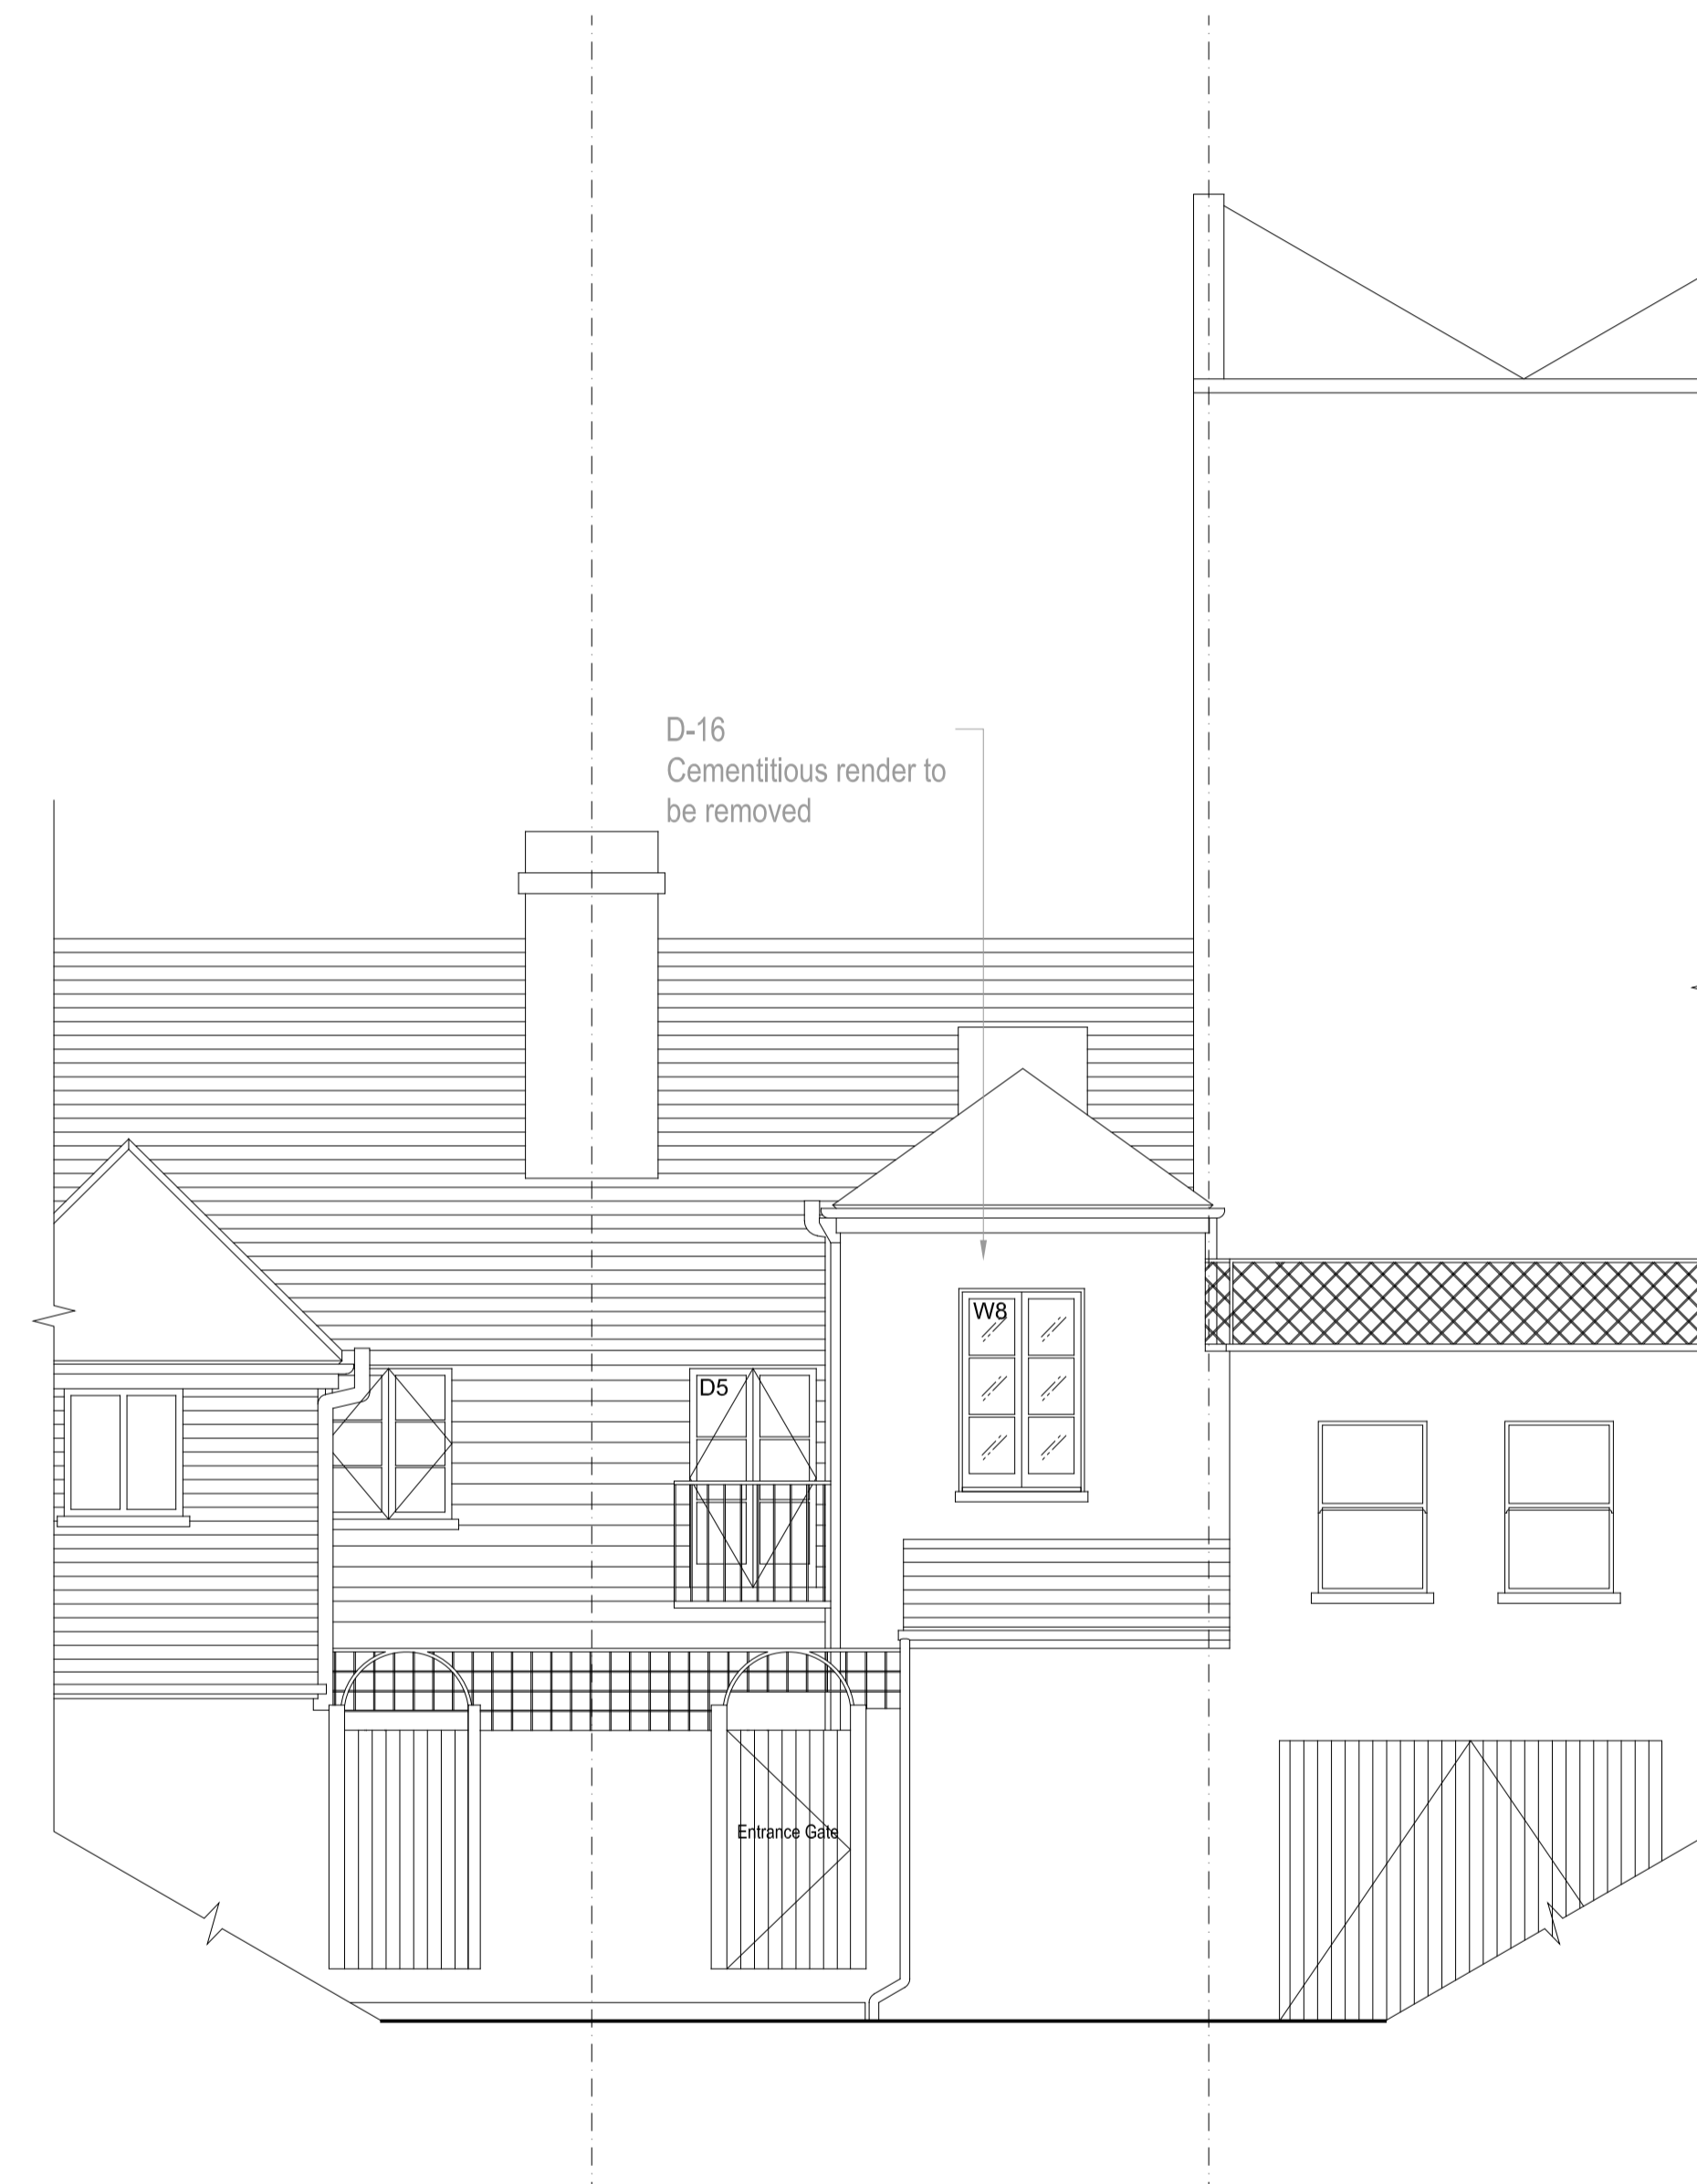 D-16
Cementitious render to
be removed
W8
D5
Entrance Gate